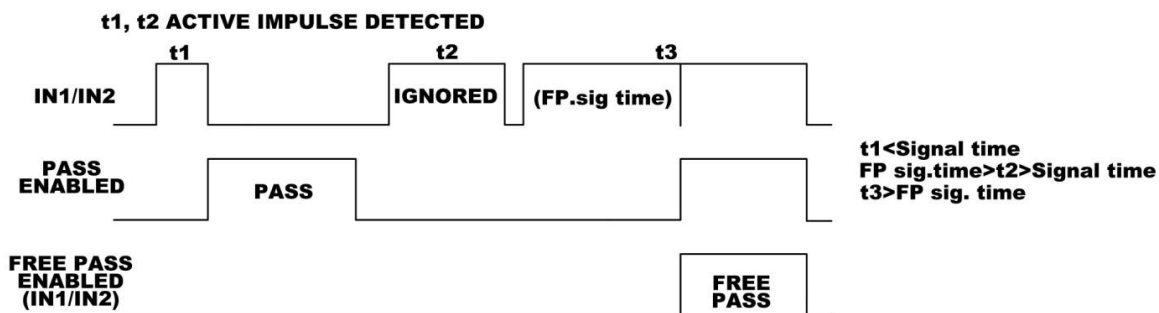 t1, t2 ACTIVE IMPULSE DETECTED
t1
t2
t3
IN1/IN2
IGNORED
(FP.sig time)
t1<Signal time
FP sig.time>t2>Signal time
t3>FP sig. time
PASS
ENABLED
PASS
FREE PASS
ENABLED
(IN1/IN2)
FREE
PASS